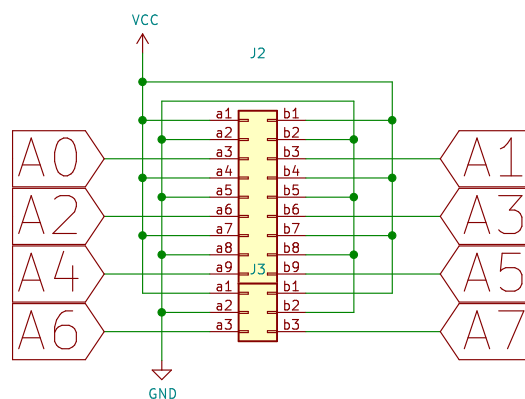 VCC
J2
a1 b1
a2 b2
A0 a3 b3 A1
a4 b4
a5 b5
A2 a6 b6 A3
a7 b7
a8 b8
A4 a9 J3 b9 A5
a1 b1
a2 b2
A6 a3 b3 A7
GND